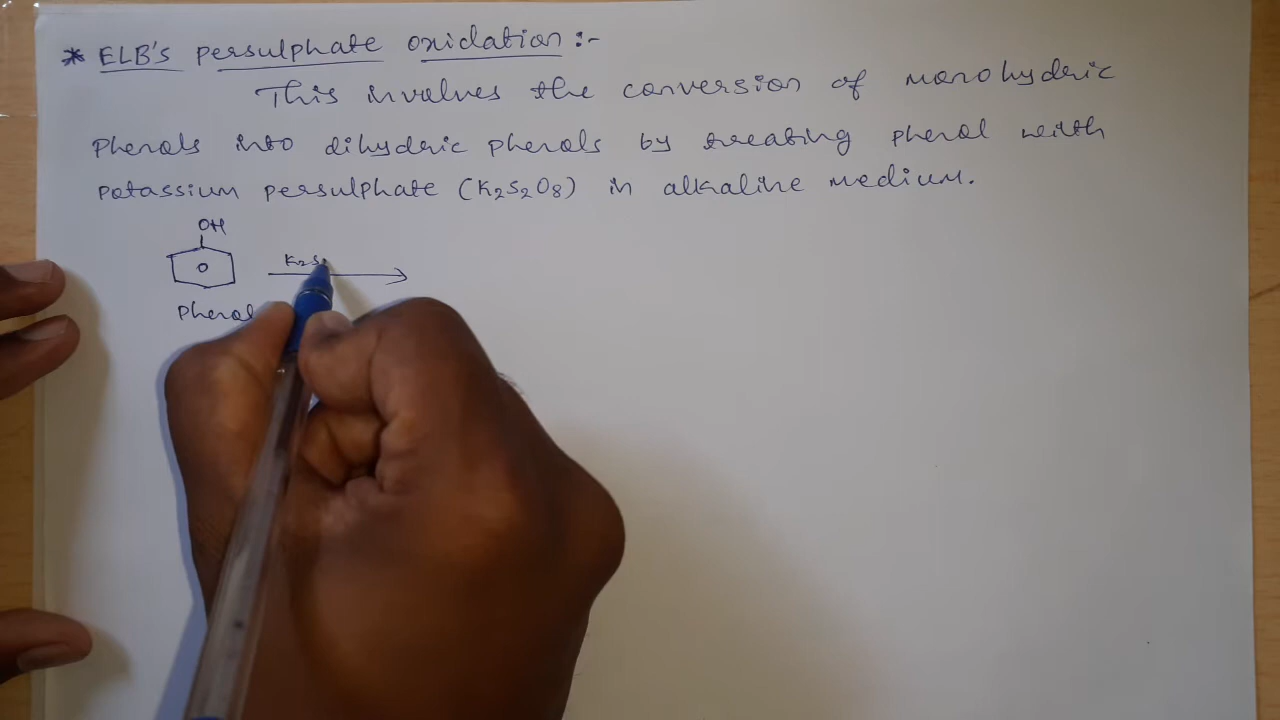 * ELB's persulphate oxidation :-
This involves the conversion of monohydric
phenols into dihydric phenols by treating phenol with
potassium persulphate (K₂S₂O₈) in alkaline medium.
OH
K₂S
Phenol